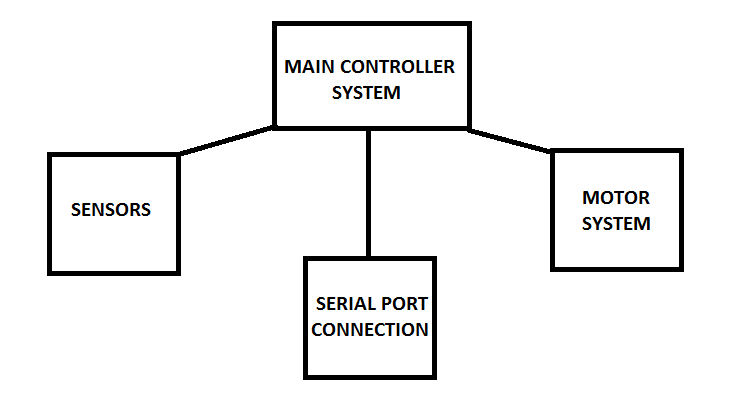 MAIN CONTROLLER
SYSTEM
SENSORS
MOTOR
SYSTEM
SERIAL PORT
CONNECTION